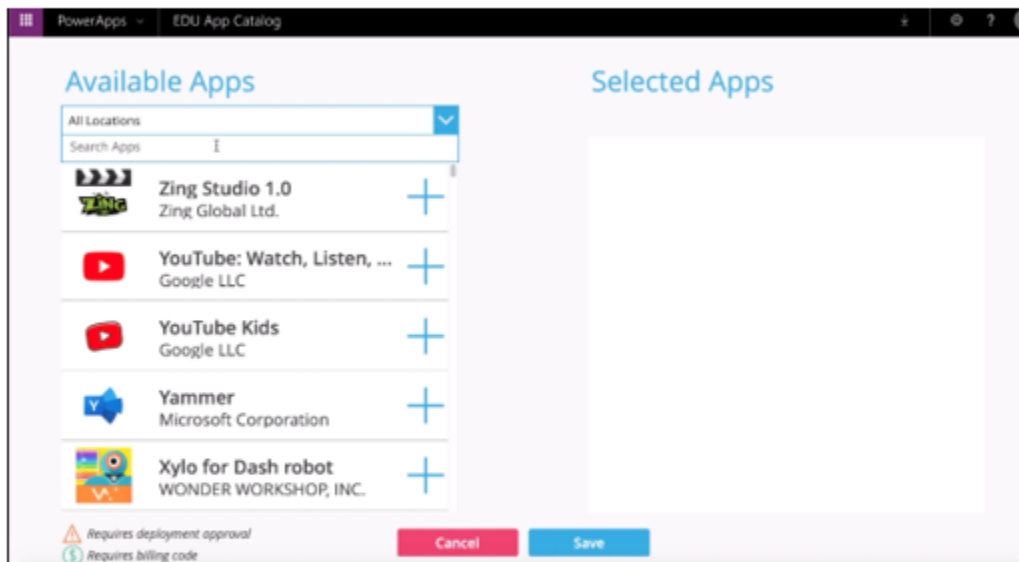 PowerApps
EDU App Catalog
?
Available Apps
Selected Apps
All Locations
Search Apps
ZING
Zing Studio 1.0
Zing Global Ltd.
YouTube: Watch, Listen, ...
Google LLC
YouTube Kids
Google LLC
Y
Yammer
Microsoft Corporation
Xylo for Dash robot
WONDER WORKSHOP, INC.
Requires deployment approval
$ Requires billing code
Cancel
Save